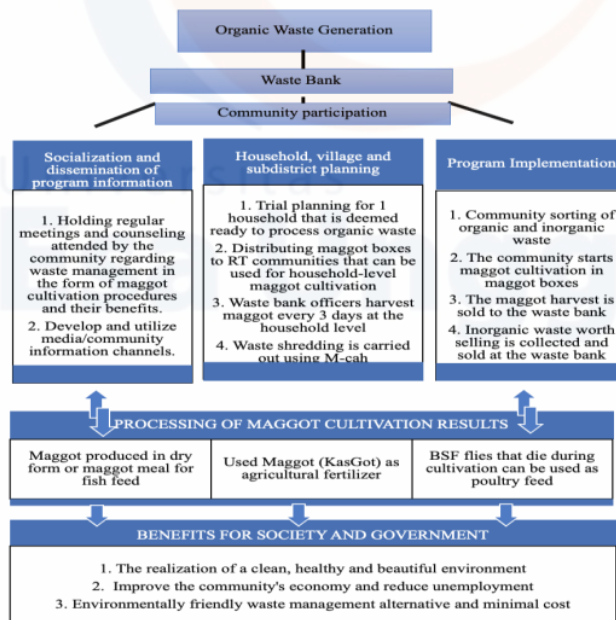 Organic Waste Generation
Waste Bank
Community participation
Socialization and
dissemination of
program information
1. Holding regular
meetings and counseling
attended by the
community regarding
waste management in
the form of maggot
cultivation procedures
and their benefits.
2. Develop and utilize
media/community
information channels.
Household, village and
subdistrict planning
1. Trial planning for 1
household that is deemed
ready to process organic waste
2. Distributing maggot boxes
to RT communities that can be
used for household-level
maggot cultivation
3. Waste bank officers harvest
maggot every 3 days at the
household level
4. Waste shredding is carried
out using M-cah
Program Implementation
1. Community sorting of
organic and inorganic
waste
2. The community starts
maggot cultivation in
maggot boxes
3. The maggot harvest is
sold to the waste bank
4. Inorganic waste worth
selling is collected and
sold at the waste bank
PROCESSING OF MAGGOT CULTIVATION RESULTS
Maggot produced in dry
form or maggot meal for
fish feed
Used Maggot (KasGot) as
agricultural fertilizer
BSF flies that die during
cultivation can be used as
poultry feed
BENEFITS FOR SOCIETY AND GOVERNMENT
1. The realization of a clean, healthy and beautiful environment
2. Improve the community's economy and reduce unemployment
3. Environmentally friendly waste management alternative and minimal cost